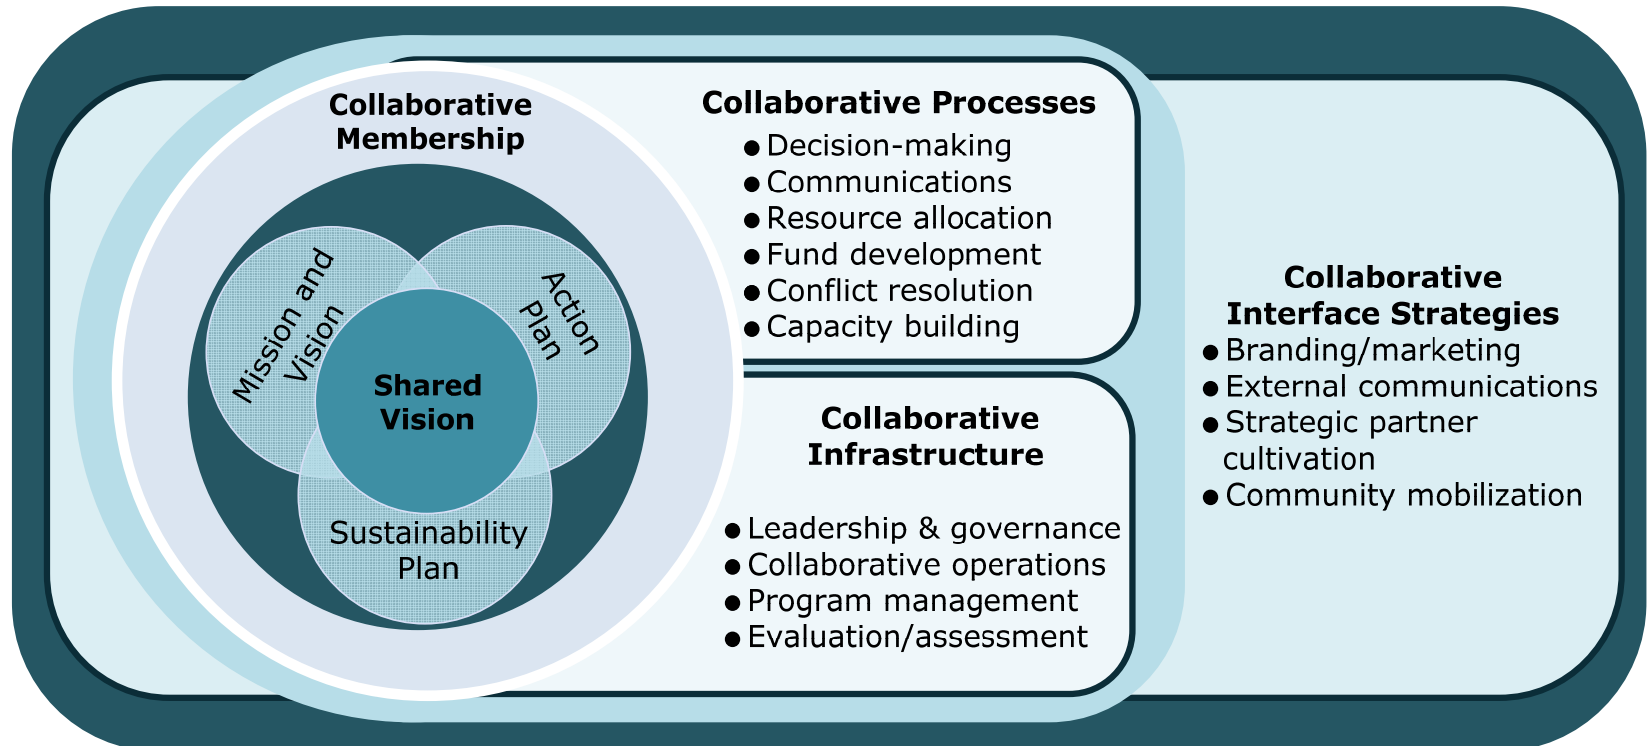 Collaborative
Membership
Mission and
Vision
Action
Plan
Shared
Vision
Sustainability
Plan
Collaborative Processes
● Decision-making
● Communications
● Resource allocation
● Fund development
● Conflict resolution
● Capacity building
Collaborative
Infrastructure
● Leadership & governance
● Collaborative operations
● Program management
● Evaluation/assessment
Collaborative
Interface Strategies
● Branding/marketing
● External communications
● Strategic partner
cultivation
● Community mobilization